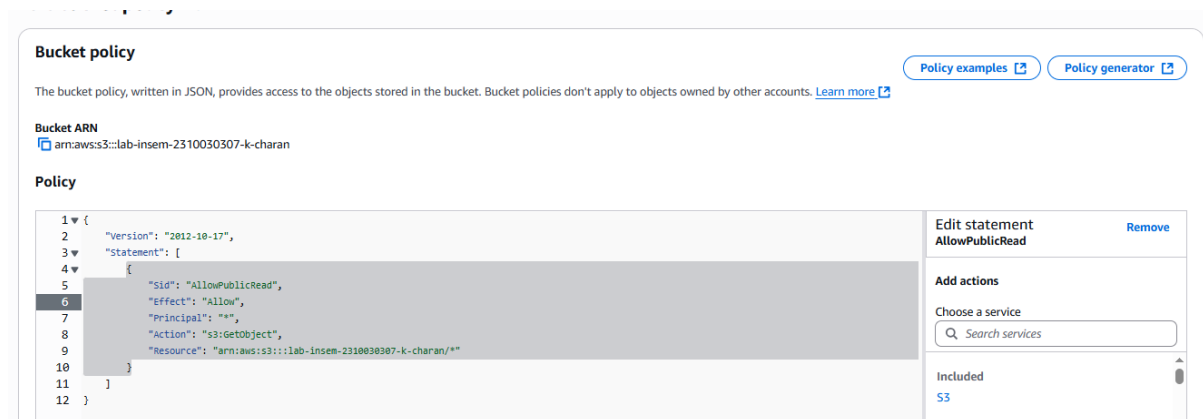 Bucket policy
Policy examples
Policy generator
The bucket policy, written in JSON, provides access to the objects stored in the bucket. Bucket policies don't apply to objects owned by other accounts. Learn more
Bucket ARN
arn:aws:s3:::lab-insem-2310030307-k-charan
Policy
1 {
2 "Version": "2012-10-17",
3 "Statement": [
4 {
5 "Sid": "AllowPublicRead",
6 "Effect": "Allow",
7 "Principal": "*",
8 "Action": "s3:GetObject",
9 "Resource": "arn:aws:s3:::lab-insem-2310030307-k-charan/*"
10 }
11 ]
12 }
Edit statement
Remove
AllowPublicRead
Add actions
Choose a service
Search services
Included
S3